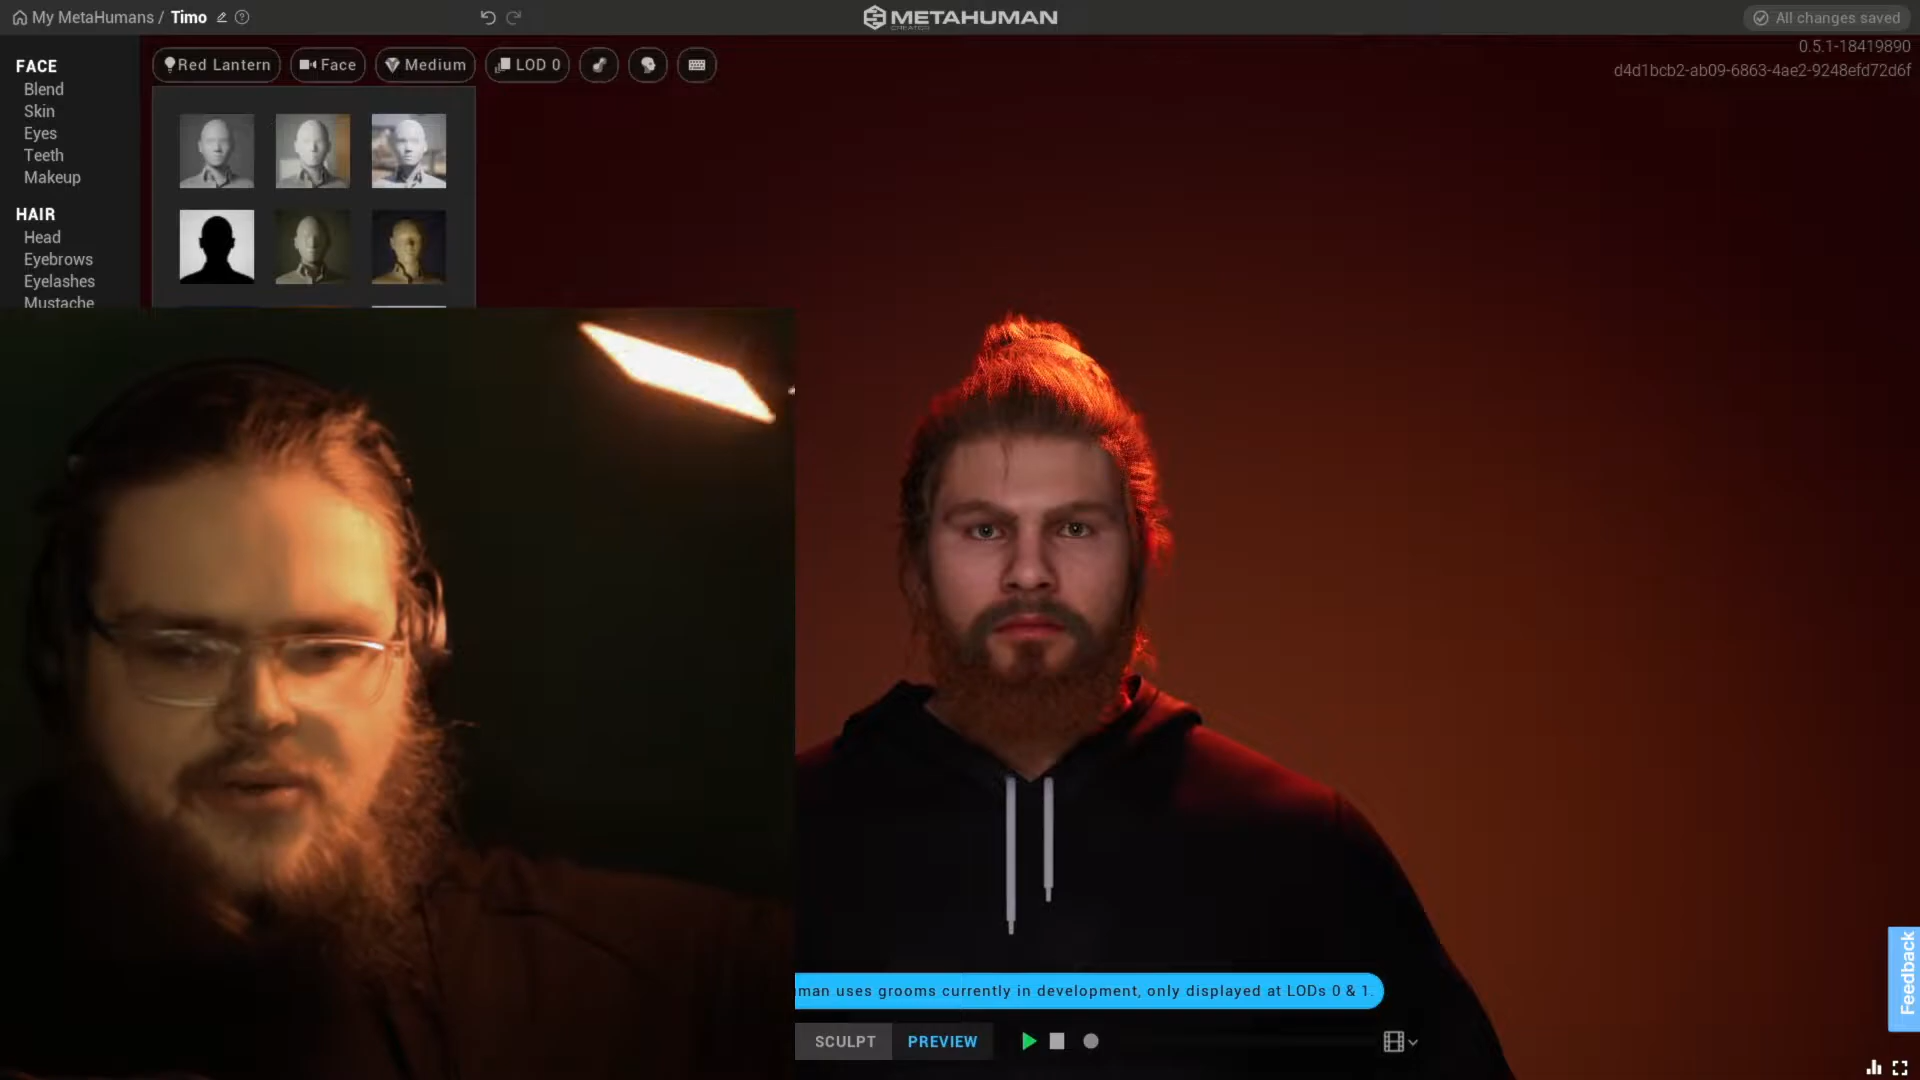 My MetaHumans / Timo
METAHUMAN
CREATOR
All changes saved
0.5.1-18419890
d4d1bcb2-ab09-6863-4ae2-9248efd72d6f
Red Lantern
Face
Medium
LOD 0
FACE
Blend
Skin
Eyes
Teeth
Makeup
HAIR
Head
Eyebrows
Eyelashes
Mustache
man uses grooms currently in development, only displayed at LODs 0 & 1.
SCULPT
PREVIEW
Feedback